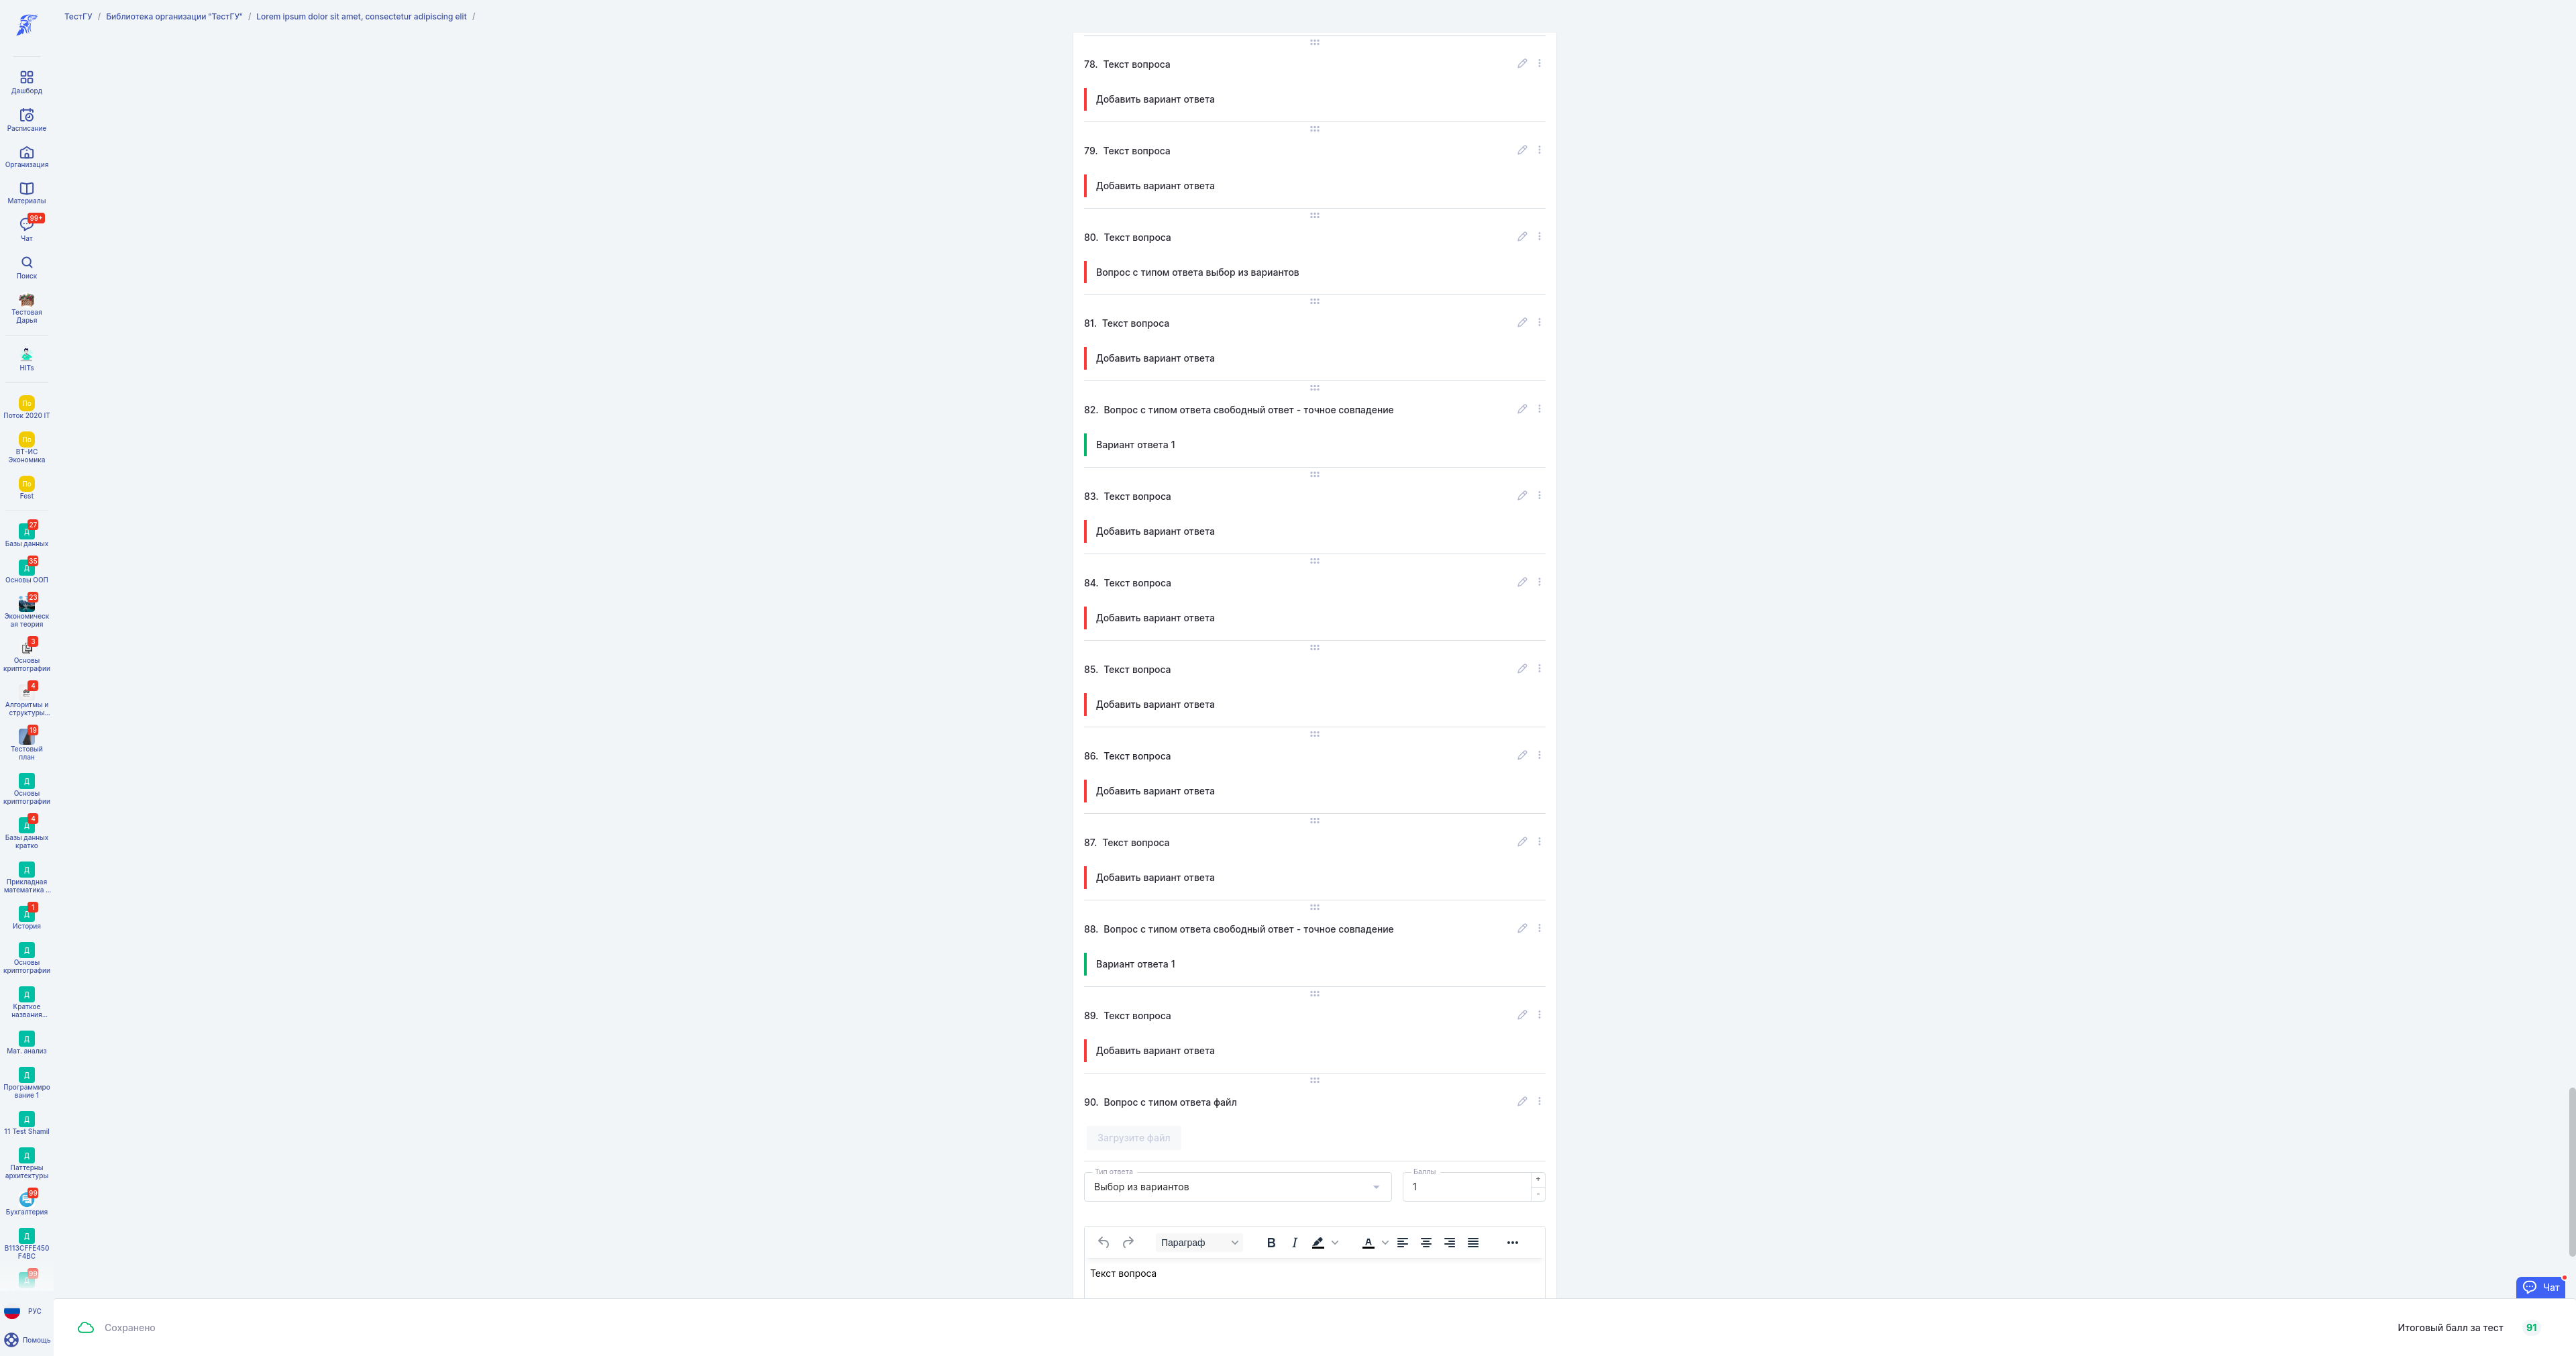 ТестГУ / Библиотека организации "ТестГУ" / Lorem ipsum dolor sit amet, consectetur adipiscing elit /
Дашборд
Расписание
Организация
Материалы
99+
Чат
Поиск
Тестовая
Дарья
HITs
По
Поток 2020 IT
По
ВТ-ИС
Экономика
По
Fest
27
Д
Базы данных
35
Д
Основы ООП
23
Экономическ
ая теория
3
Основы
криптографии
4
Алгоритмы и
структуры...
19
Тестовый
план
Д
Основы
криптографии
4
Д
Базы данных
кратко
Д
Прикладная
математика ...
1
Д
История
Д
Основы
криптографии
Д
Краткое
названия...
Д
Мат. анализ
Д
Программиро
вание 1
Д
11 Test Shamil
Д
Паттерны
архитектуры
99
Бухгалтерия
Д
B113CFFE450
F4BC
99
Д
РУС
Помощь
78. Текст вопроса
Добавить вариант ответа
79. Текст вопроса
Добавить вариант ответа
80. Текст вопроса
Вопрос с типом ответа выбор из вариантов
81. Текст вопроса
Добавить вариант ответа
82. Вопрос с типом ответа свободный ответ - точное совпадение
Вариант ответа 1
83. Текст вопроса
Добавить вариант ответа
84. Текст вопроса
Добавить вариант ответа
85. Текст вопроса
Добавить вариант ответа
86. Текст вопроса
Добавить вариант ответа
87. Текст вопроса
Добавить вариант ответа
88. Вопрос с типом ответа свободный ответ - точное совпадение
Вариант ответа 1
89. Текст вопроса
Добавить вариант ответа
90. Вопрос с типом ответа файл
Загрузите файл
Тип ответа
Выбор из вариантов
Баллы
1
+
-
Параграф
B I A
Текст вопроса
Чат
Сохранено
Итоговый балл за тест 91